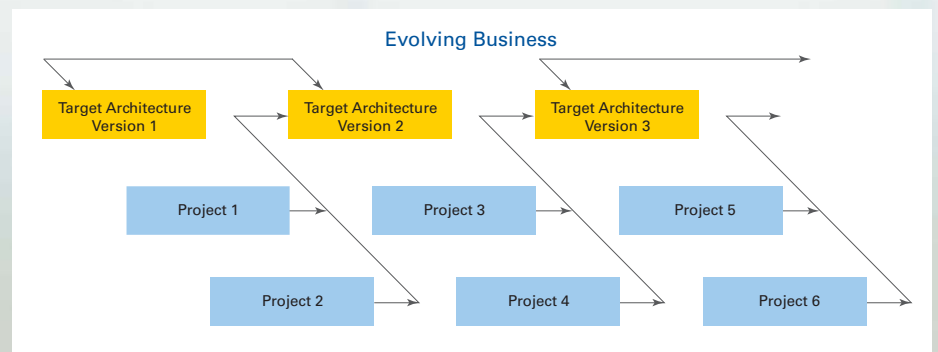 Evolving Business
Target Architecture
Version 1
Target Architecture
Version 2
Target Architecture
Version 3
Project 1
Project 3
Project 5
Project 2
Project 4
Project 6